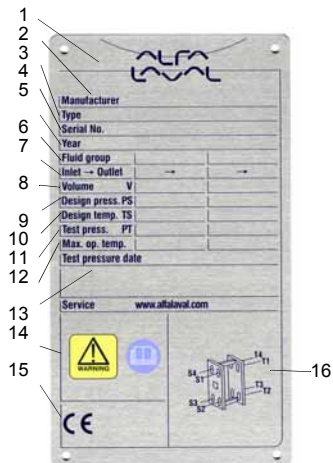 1
2
3
4
5
6
7
8
9
10
11
12
13
14
15
16
ALFA
LAVAL
Manufacturer
Type
Serial No.
Year
Fluid group
Inlet → Outlet → →
Volume V
Design press. PS
Design temp. TS
Test press. PT
Max. op. temp.
Test pressure date
Service www.alfalaval.com
WARNING
CE
S4 T4
S1 T1
S3 T3
S2 T2